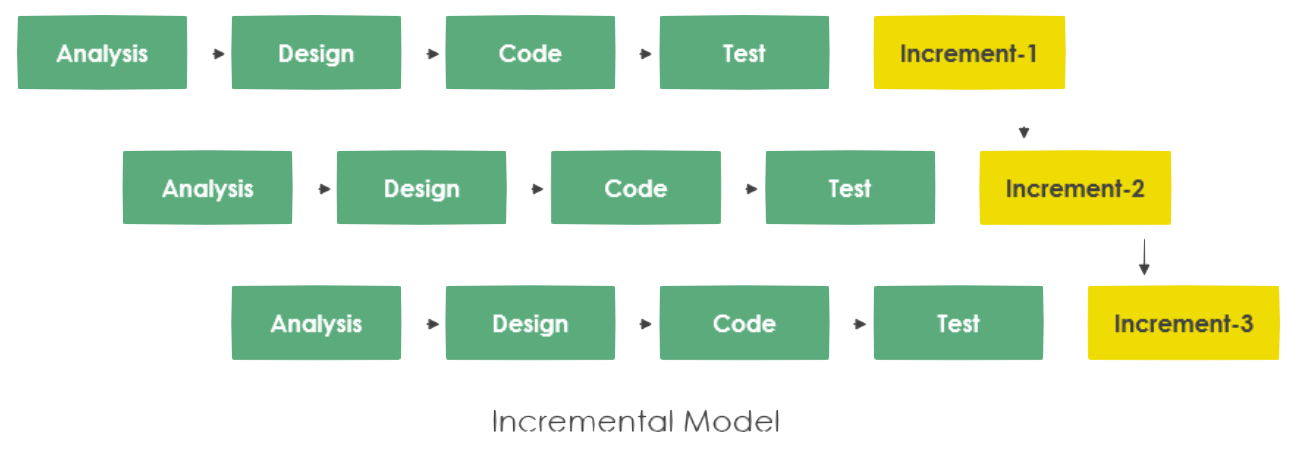 Analysis Design Code Test Increment-1
Analysis Design Code Test Increment-2
Analysis Design Code Test Increment-3
Incremental Model